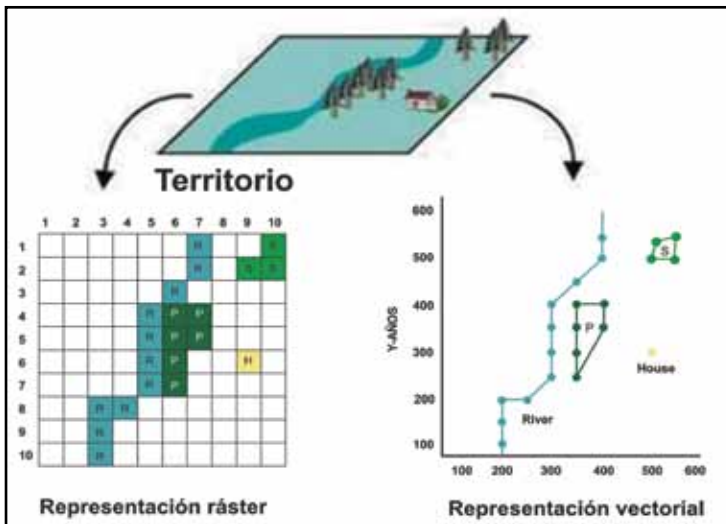 Territorio
1 2 3 4 5 6 7 8 9 10
1 R S
2 R S S
3 R
4 R P P
5 R P P
6 R P H
7 R P
8 R R
9 R
10 R
Representación ráster
Y-AÑOS
600
500
400
300
200
100
S
P
House
River
100 200 300 400 500 600
Representación vectorial